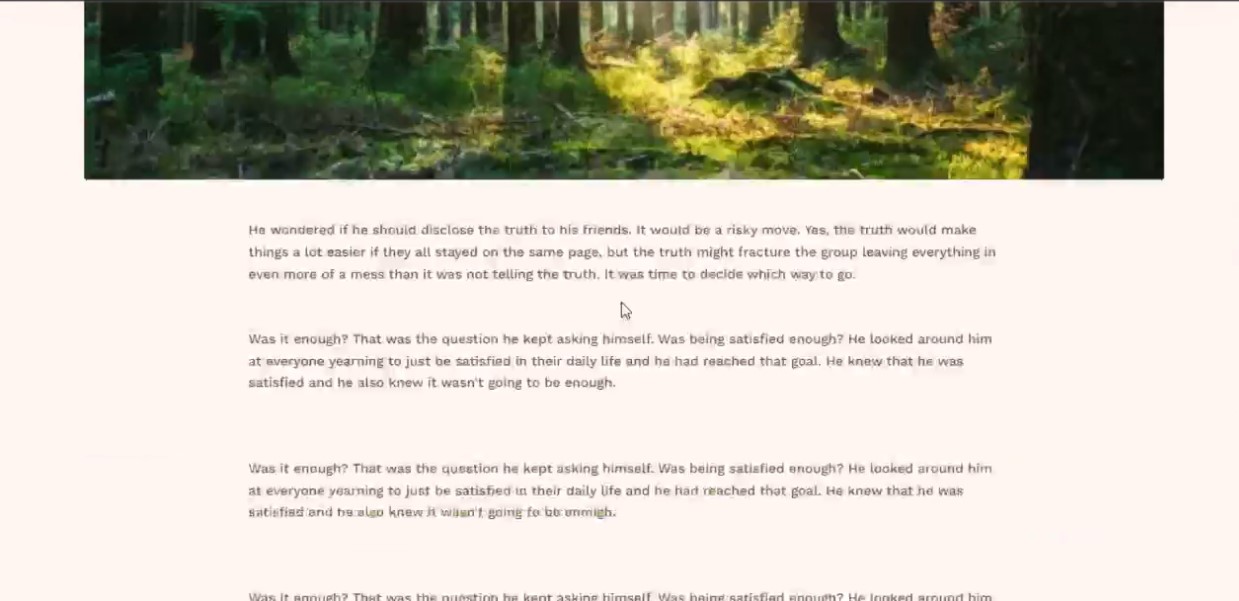 He wondered if he should disclose the truth to his friends. It would be a risky move. Yes, the truth would make
things a lot easier if they all stayed on the same page, but the truth might fracture the group leaving everything in
even more of a mess than it was not telling the truth. It was time to decide which way to go.
Was it enough? That was the question he kept asking himself. Was being satisfied enough? He looked around him
at everyone yearning to just be satisfied in their daily life and he had reached that goal. He knew that he was
satisfied and he also knew it wasn't going to be enough.
Was it enough? That was the question he kept asking himself. Was being satisfied enough? He looked around him
at everyone yearning to just be satisfied in their daily life and he had reached that goal. He knew that he was
satisfied and he also knew it wasn't going to be enough.
Was it enough? That was the question he kept asking himself. Was being satisfied enough? He looked around him